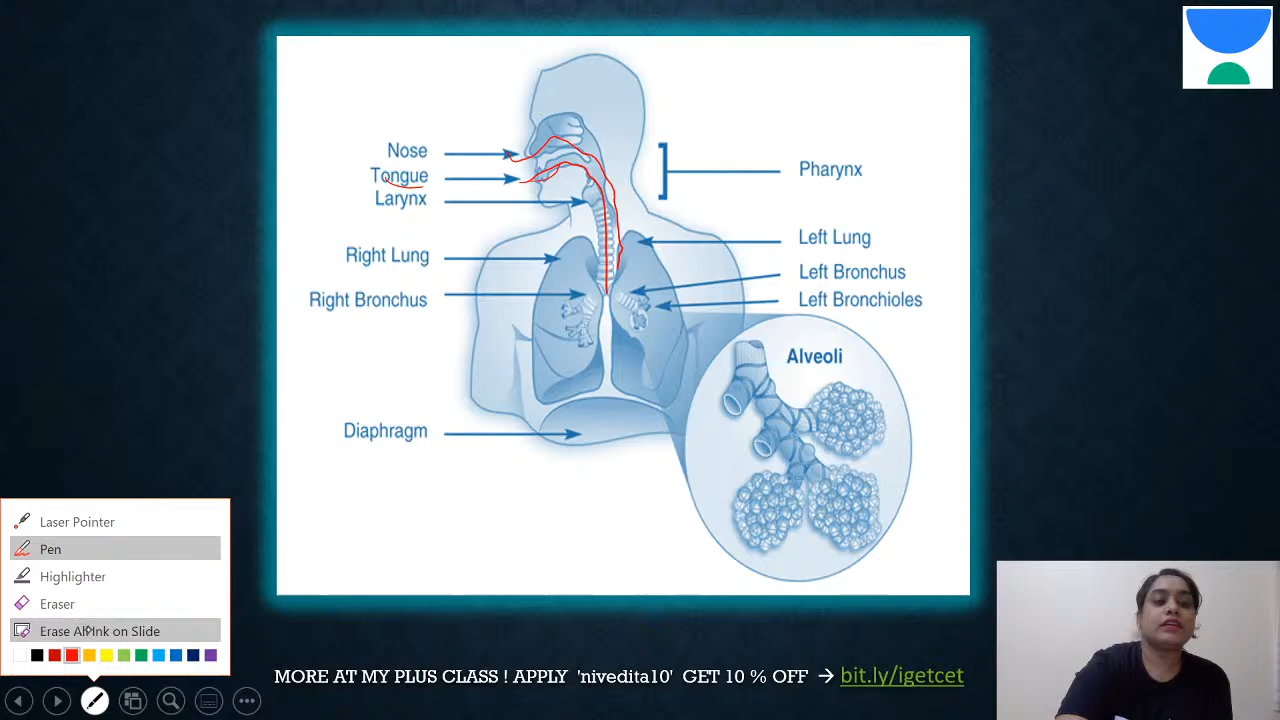 Nose
Tongue
Larynx
Pharynx
Right Lung
Left Lung
Left Bronchus
Right Bronchus
Left Bronchioles
Alveoli
Diaphragm
Laser Pointer
Pen
Highlighter
Eraser
Erase All Ink on Slide
MORE AT MY PLUS CLASS ! APPLY 'nivedita10' GET 10 % OFF → bit.ly/igetcet